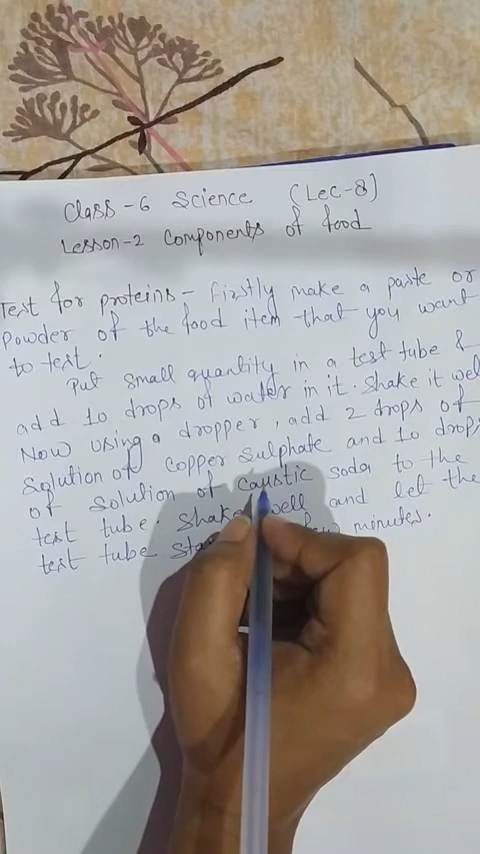 Class-6 Science (Lec-8)
Lesson-2 Components of food
Test for proteins - Firstly make a paste or
powder of the food item that you want
to test.
Put small quantity in a test tube &
add 10 drops of water in it. Shake it well
Now using a dropper, add 2 drops of
solution of copper sulphate and 10 drops
of solution of caustic soda to the
test tube. Shake well and let the
test tube few minutes.